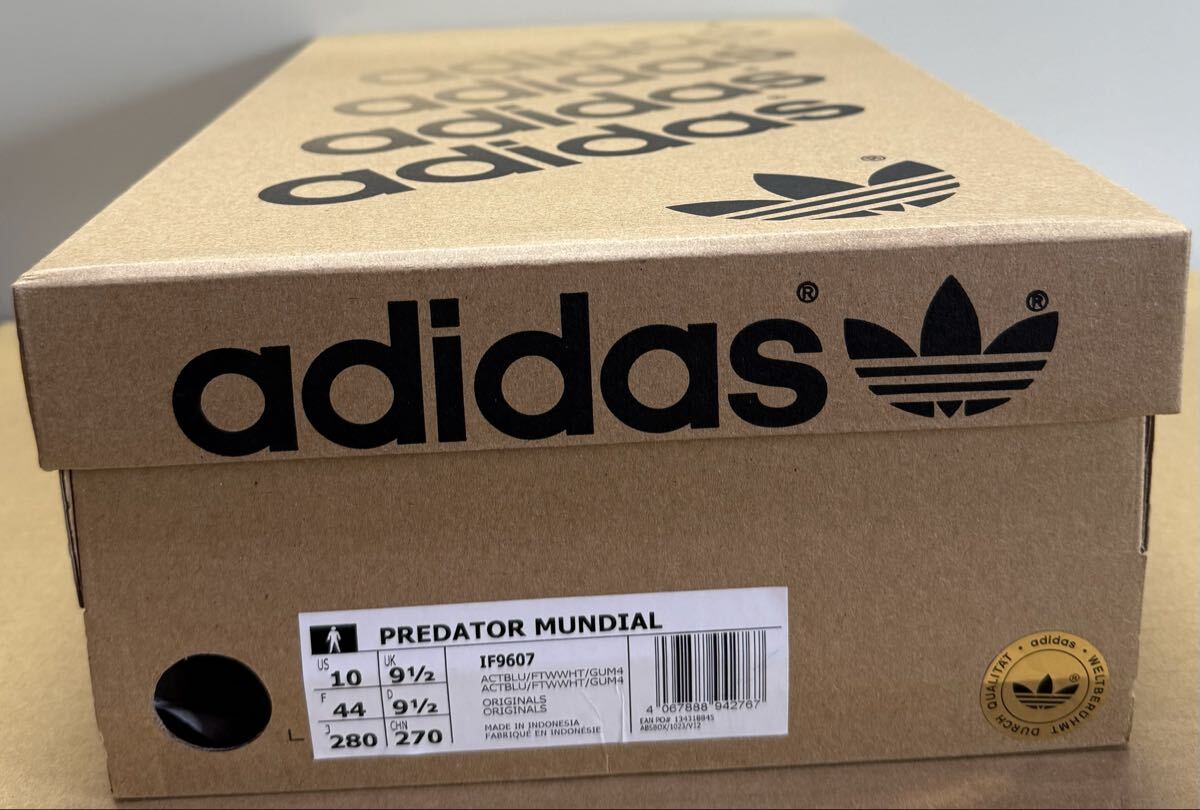 adidas
adidas
adidas
adidas
®
adidas® ®
PREDATOR MUNDIAL
US 10 UK 9½
F 44 D 9½
J 280 CHN 270
L
IF9607
ACTBLU/FTWWHT/GUM4
ACTBLU/FTWWHT/GUM4
ORIGINALS
ORIGINALS
MADE IN INDONESIA
FABRIQUÉ EN INDONÉSIE
4 067888 942767
EAN PO# 134318845
ABSBOX/1023/V12
adidas • WELTBERÜHMT DURCH QUALITÄT •
®